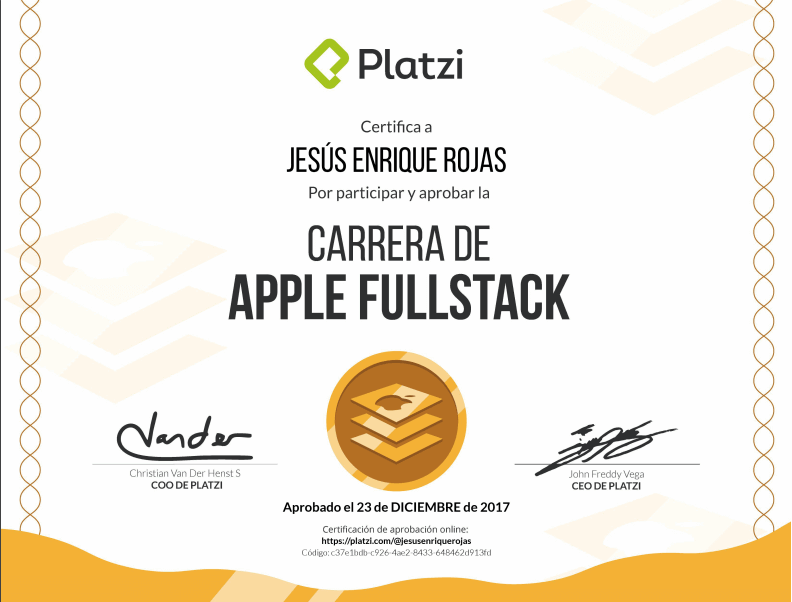 Platzi
Certifica a
JESÚS ENRIQUE ROJAS
Por participar y aprobar la
CARRERA DE
APPLE FULLSTACK
Vander
Christian Van Der Henst S
COO DE PLATZI
John Freddy Vega
CEO DE PLATZI
Aprobado el 23 de DICIEMBRE de 2017
Certificación de aprobación online:
https://platzi.com/@jesusenriquerojas
Código: c37e1bdb-c926-4ae2-8433-648462d913fd